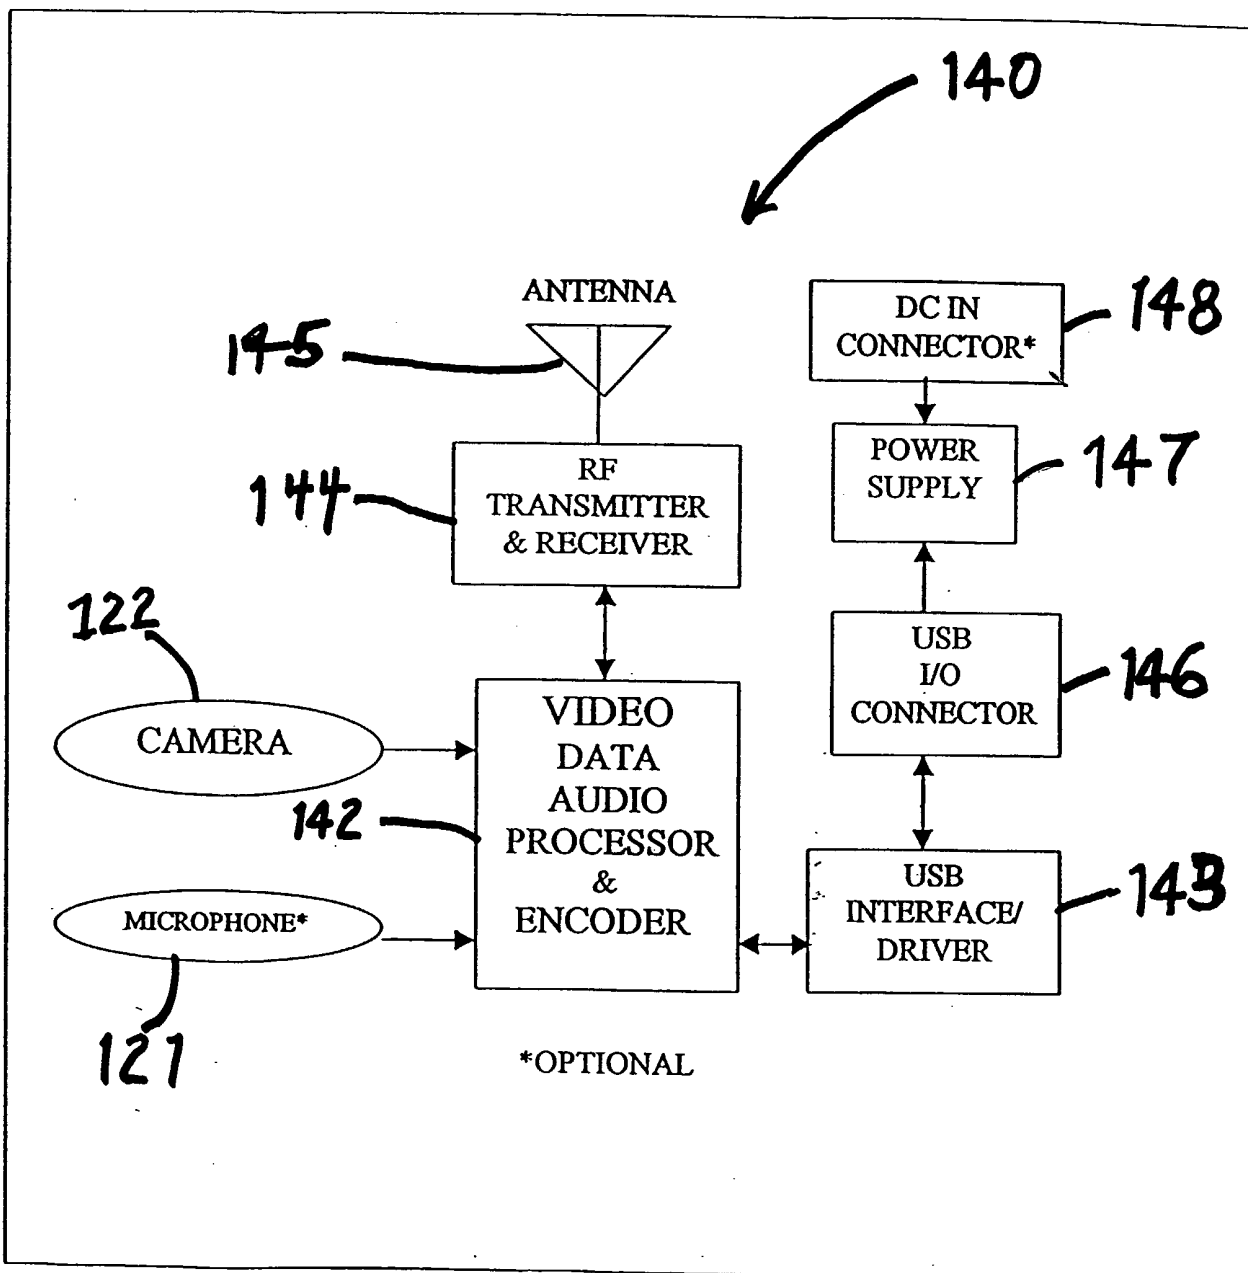 140
ANTENNA
145
DC IN
CONNECTOR*
148
RF
TRANSMITTER
& RECEIVER
144
POWER
SUPPLY
147
122
CAMERA
VIDEO
DATA
AUDIO
PROCESSOR
&
ENCODER
142
USB
I/O
CONNECTOR
146
MICROPHONE*
121
USB
INTERFACE/
DRIVER
143
*OPTIONAL